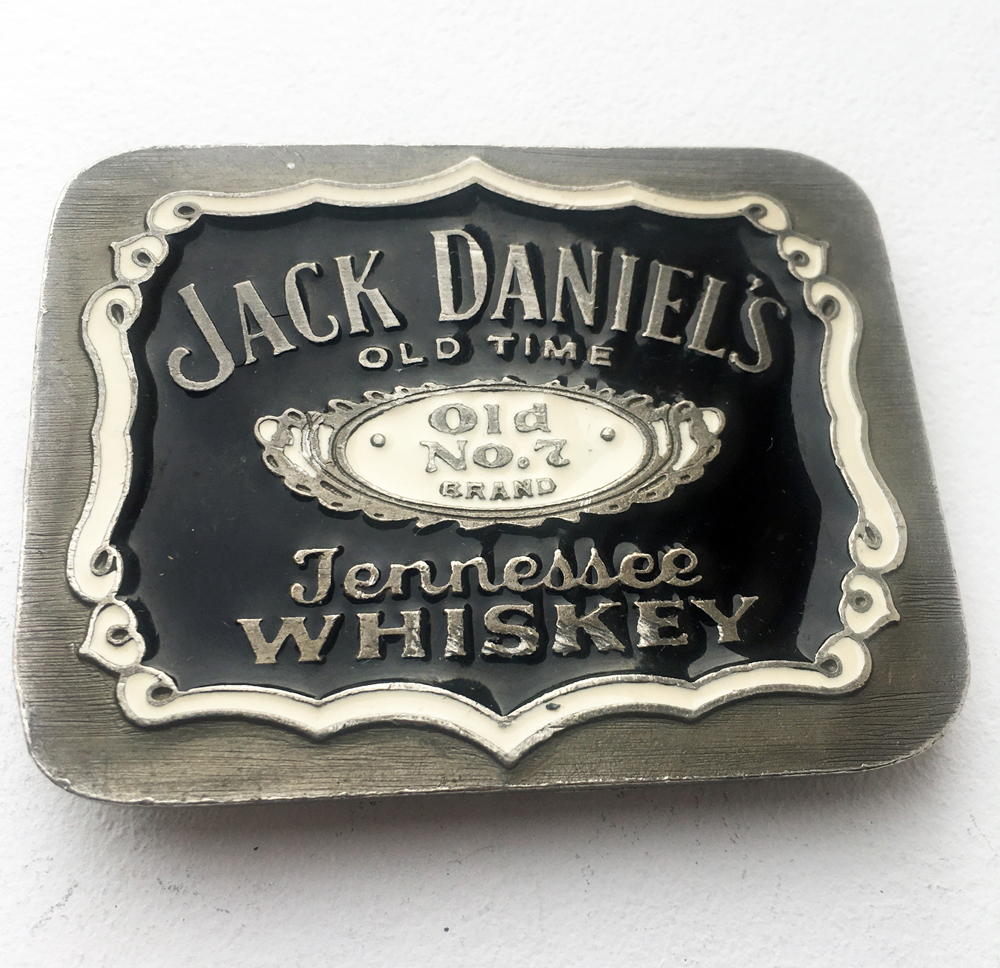 JACK DANIEL'S
OLD TIME
Old
No.7
BRAND
Tennessee
WHISKEY